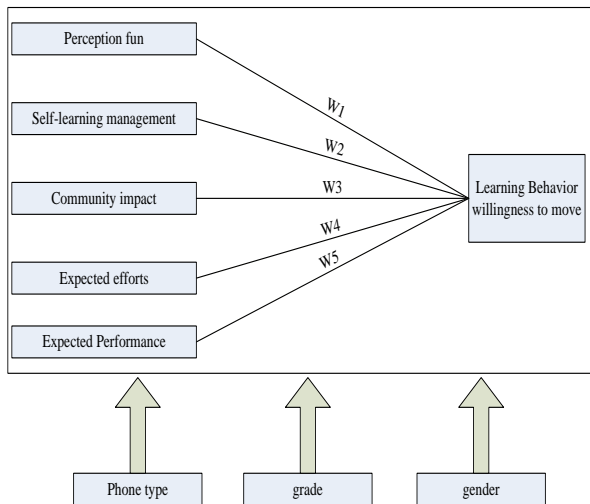 Perception fun
W1
Self-learning management
W2
Community impact
W3
Learning Behavior
willingness to move
W4
Expected efforts
W5
Expected Performance
Phone type
grade
gender